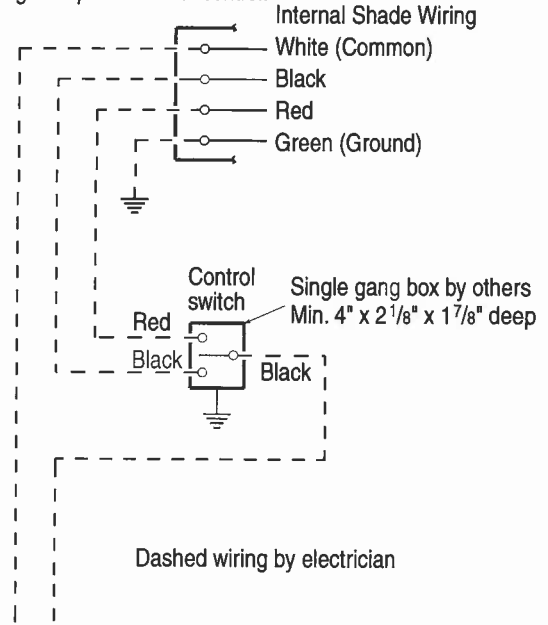 Internal Shade Wiring
White (Common)
Black
Red
Green (Ground)
Control
switch
Single gang box by others
Min. 4" x 2 1/8" x 1 7/8" deep
Red
Black
Black
Dashed wiring by electrician